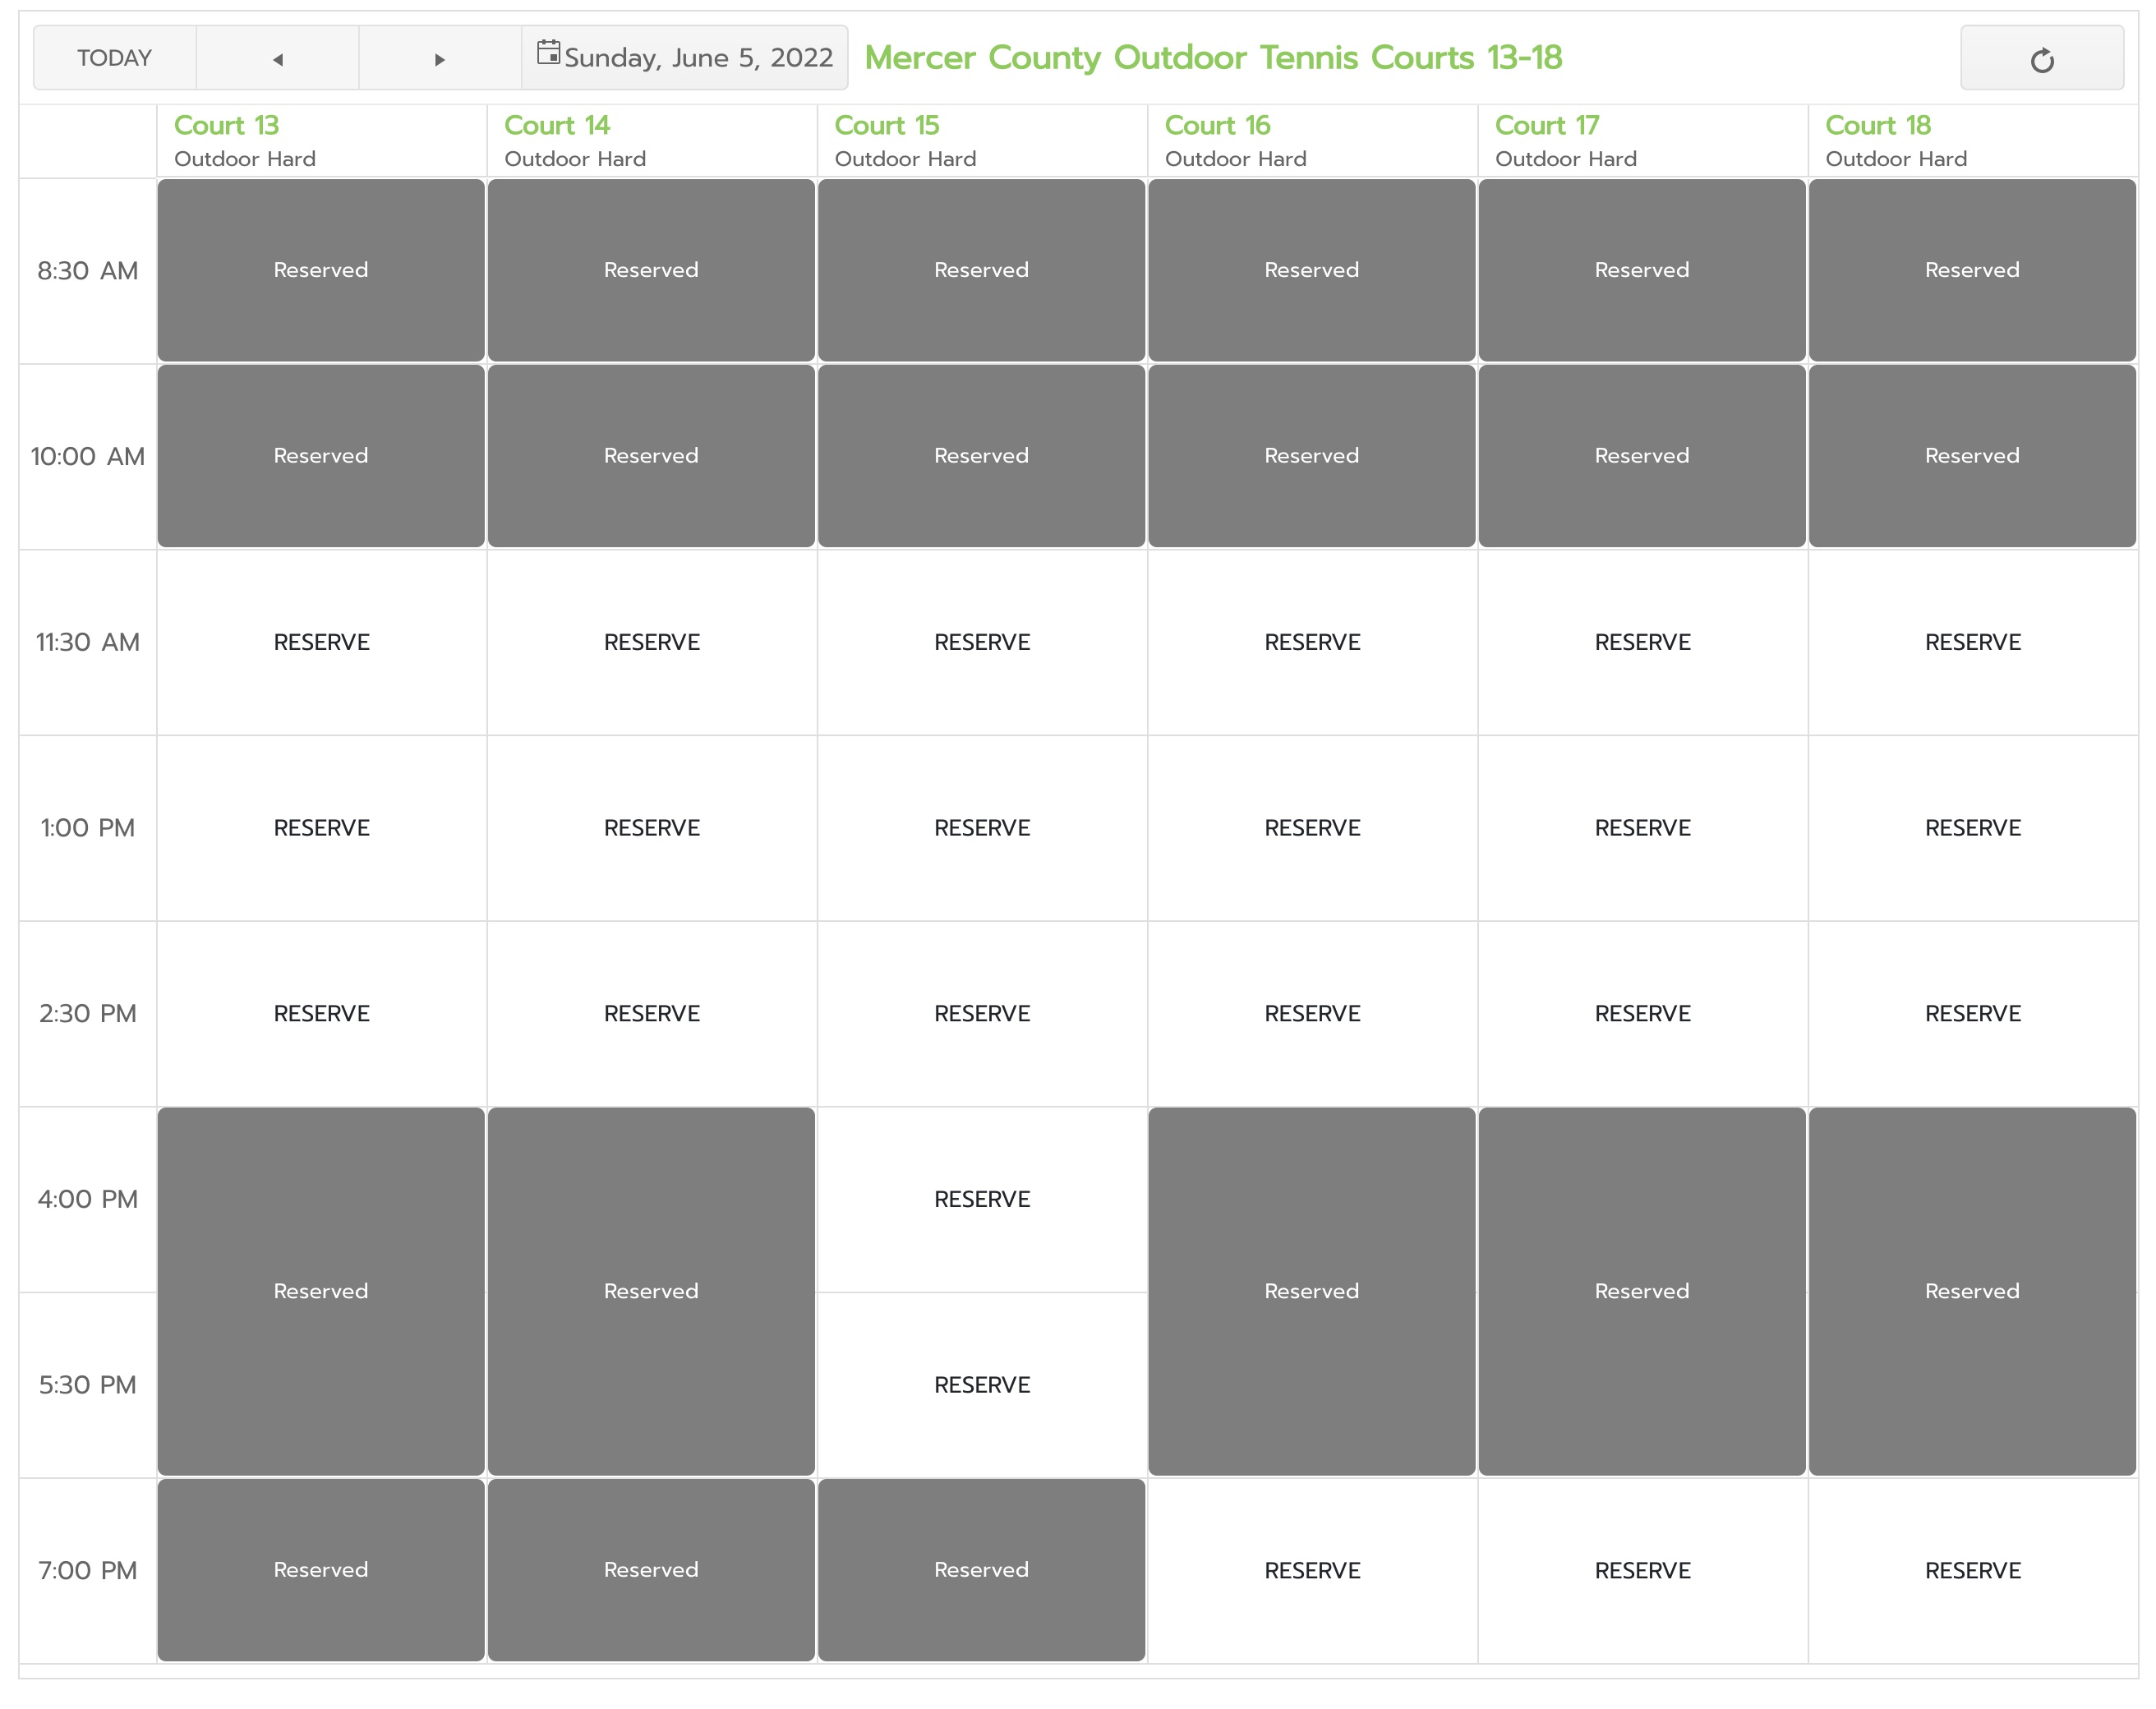 TODAY Sunday, June 5, 2022 Mercer County Outdoor Tennis Courts 13-18
Court 13 Court 14 Court 15 Court 16 Court 17 Court 18
Outdoor Hard Outdoor Hard Outdoor Hard Outdoor Hard Outdoor Hard Outdoor Hard
8:30 AM Reserved Reserved Reserved Reserved Reserved Reserved
10:00 AM Reserved Reserved Reserved Reserved Reserved Reserved
11:30 AM RESERVE RESERVE RESERVE RESERVE RESERVE RESERVE
1:00 PM RESERVE RESERVE RESERVE RESERVE RESERVE RESERVE
2:30 PM RESERVE RESERVE RESERVE RESERVE RESERVE RESERVE
4:00 PM RESERVE
Reserved Reserved Reserved Reserved Reserved
5:30 PM RESERVE
7:00 PM Reserved Reserved Reserved RESERVE RESERVE RESERVE